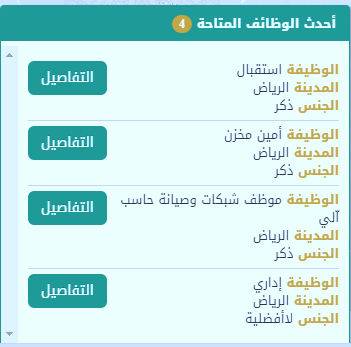 أحدث الوظائف المتاحة 4
الوظيفة استقبال
المدينة الرياض
الجنس ذكر
التفاصيل
الوظيفة أمين مخزن
المدينة الرياض
الجنس ذكر
التفاصيل
الوظيفة موظف شبكات وصيانة حاسب
آلي
المدينة الرياض
الجنس ذكر
التفاصيل
الوظيفة إداري
المدينة الرياض
الجنس لاأفضلية
التفاصيل